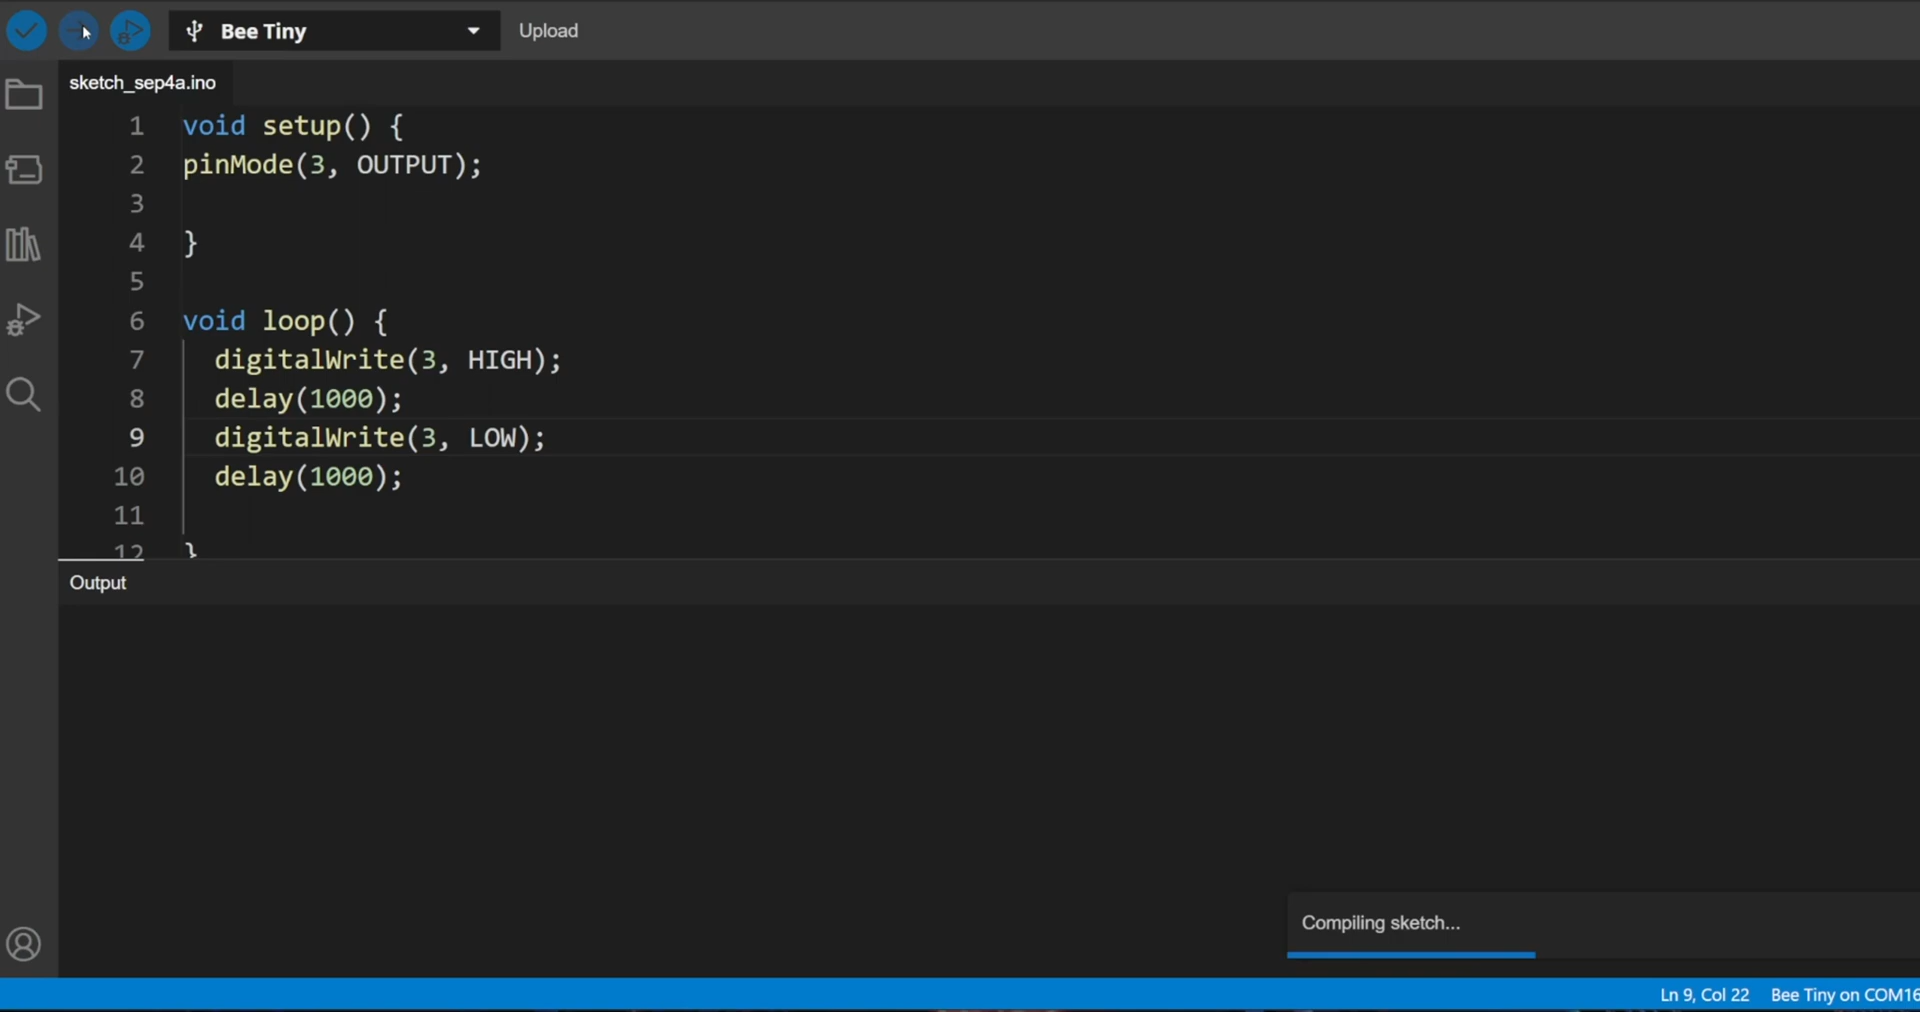 Bee Tiny
Upload
sketch_sep4a.ino
1 void setup() {
2 pinMode(3, OUTPUT);
3
4 }
5
6 void loop() {
7 digitalWrite(3, HIGH);
8 delay(1000);
9 digitalWrite(3, LOW);
10 delay(1000);
11
12 }
Output
Compiling sketch...
Ln 9, Col 22 Bee Tiny on COM16